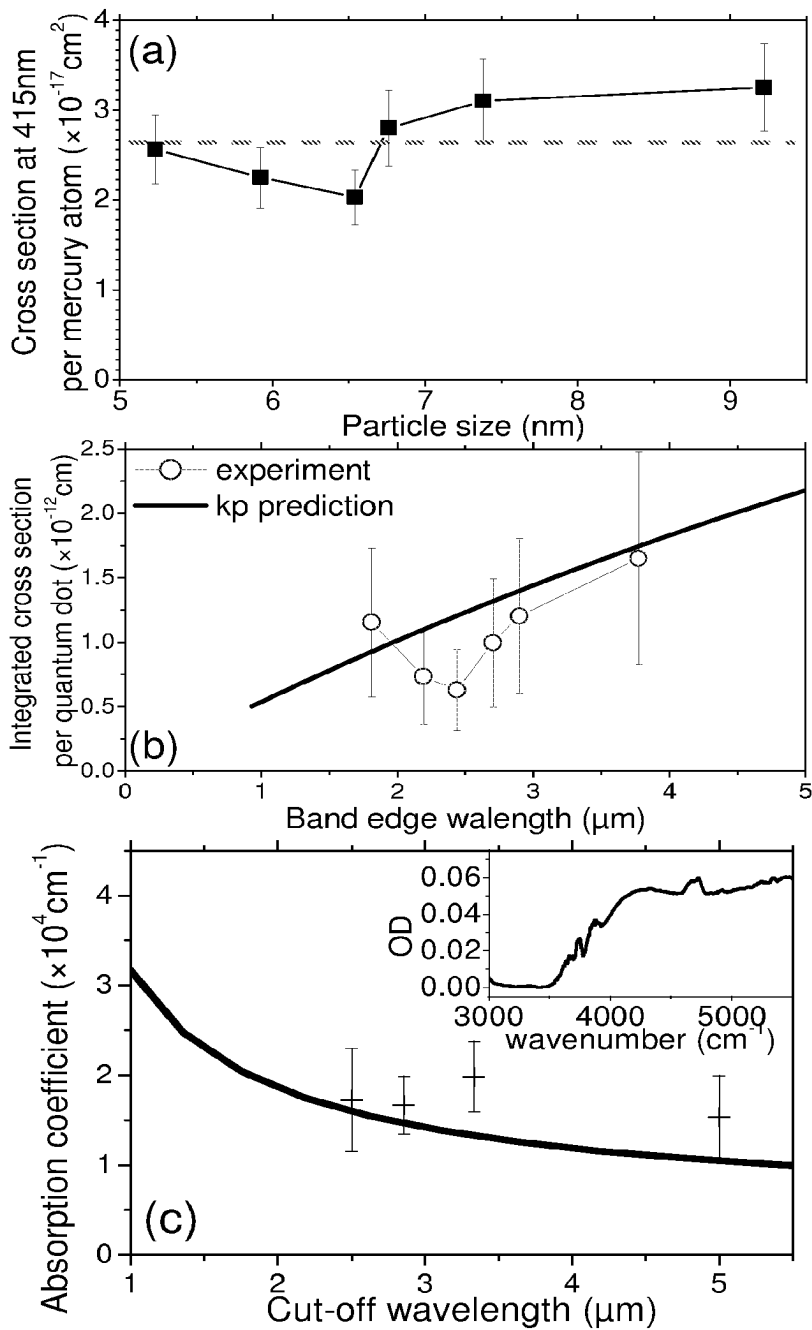 (a)
Cross section at 415nm
per mercury atom (×10⁻¹⁷cm²)
4
3
2
1
0
5 6 7 8 9
Particle size (nm)
(b)
Integrated cross section
per quantum dot (×10⁻¹²cm)
2.5
2.0
1.5
1.0
0.5
0.0
experiment
kp prediction
0 1 2 3 4 5
Band edge walength (μm)
(c)
Absorption coefficient (×10⁴cm⁻¹)
4
3
2
1
0
OD
0.06
0.04
0.02
0.00
3000 4000 5000
wavenumber (cm⁻¹)
1 2 3 4 5
Cut-off wavelength (μm)